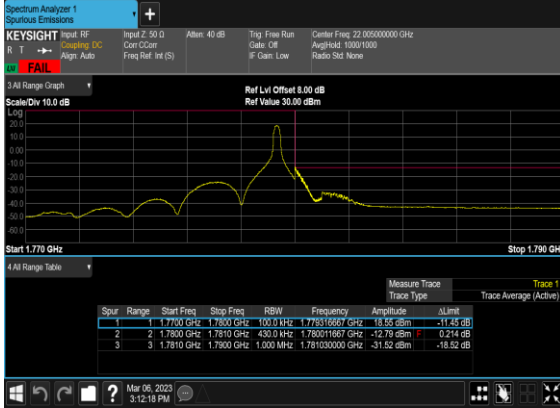 Spectrum Analyzer 1
Spurious Emissions
+
KEYSIGHT Input: RF Input Z: 50 Ω Atten: 40 dB Trig: Free Run Center Freq: 22.005000000 GHz
R T Coupling: DC Corr CCorr Gate: Off Avg|Hold: 1000/1000
Align: Auto Freq Ref: Int (S) IF Gain: Low Radio Std: None
FAIL
3 All Range Graph Ref Lvl Offset 8.00 dB
Scale/Div 10.0 dB Ref Value 30.00 dBm
Log
20.0
10.0
0.00
-10.0
-20.0
-30.0
-40.0
-50.0
-60.0
Start 1.770 GHz Stop 1.790 GH
4 All Range Table
Measure Trace Trace 1
Trace Type Trace Average (Active)
Spur Range Start Freq Stop Freq RBW Frequency Amplitude ΔLimit
1 1 1.7700 GHz 1.7800 GHz 100.0 kHz 1.779316667 GHz 18.55 dBm -11.45 dB
2 2 1.7800 GHz 1.7810 GHz 430.0 kHz 1.780011667 GHz -12.79 dBm F 0.214 dB
3 3 1.7810 GHz 1.7900 GHz 1.000 MHz 1.781030000 GHz -31.52 dBm -18.52 dB
? Mar 06, 2023
3:12:18 PM